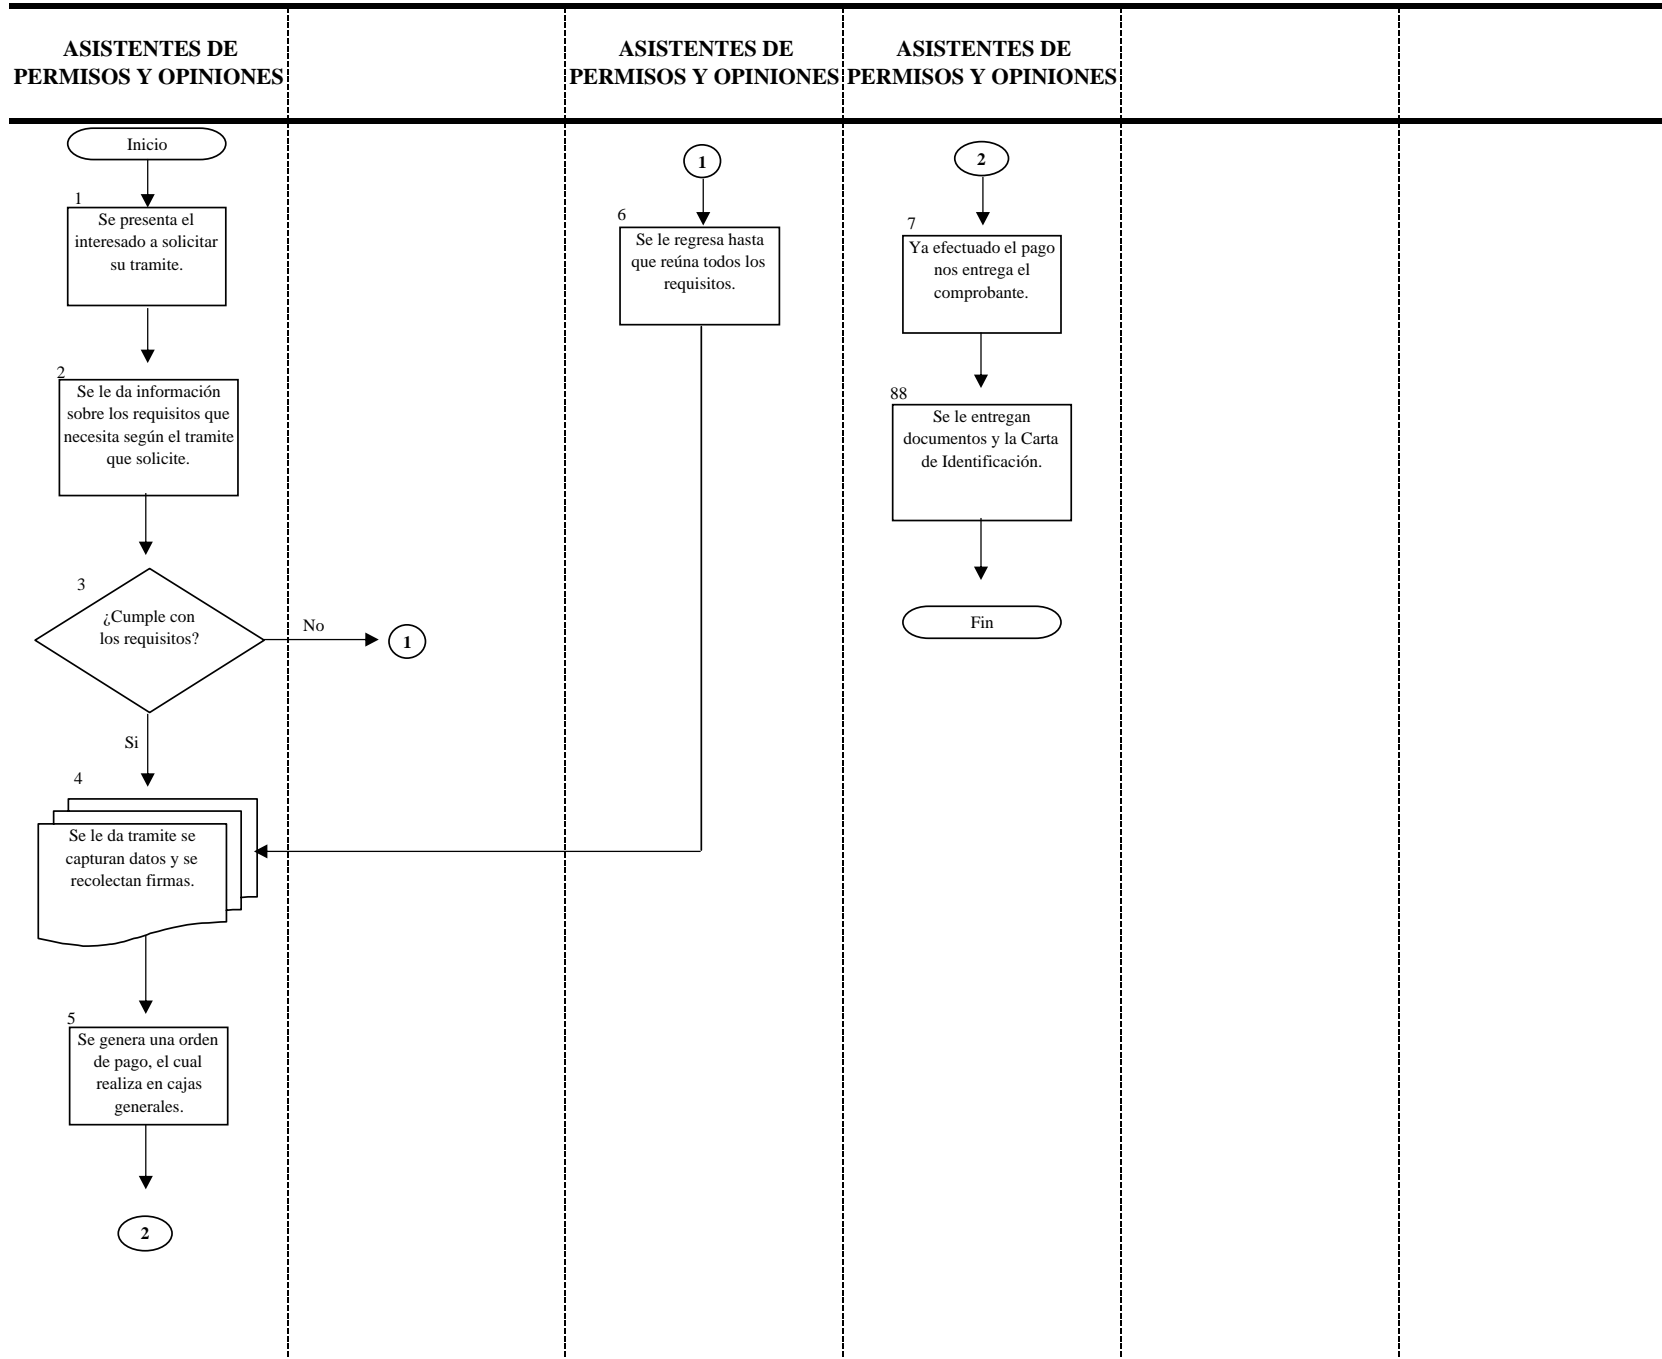 ASISTENTES DE
PERMISOS Y OPINIONES
ASISTENTES DE
PERMISOS Y OPINIONES
ASISTENTES DE
PERMISOS Y OPINIONES
Inicio
1
Se presenta el
interesado a solicitar
su tramite.
2
Se le da información
sobre los requisitos que
necesita según el tramite
que solicite.
3
¿Cumple con
los requisitos?
No
1
Si
4
Se le da tramite se
capturan datos y se
recolectan firmas.
5
Se genera una orden
de pago, el cual
realiza en cajas
generales.
2
1
6
Se le regresa hasta
que reúna todos los
requisitos.
2
7
Ya efectuado el pago
nos entrega el
comprobante.
88
Se le entregan
documentos y la Carta
de Identificación.
Fin